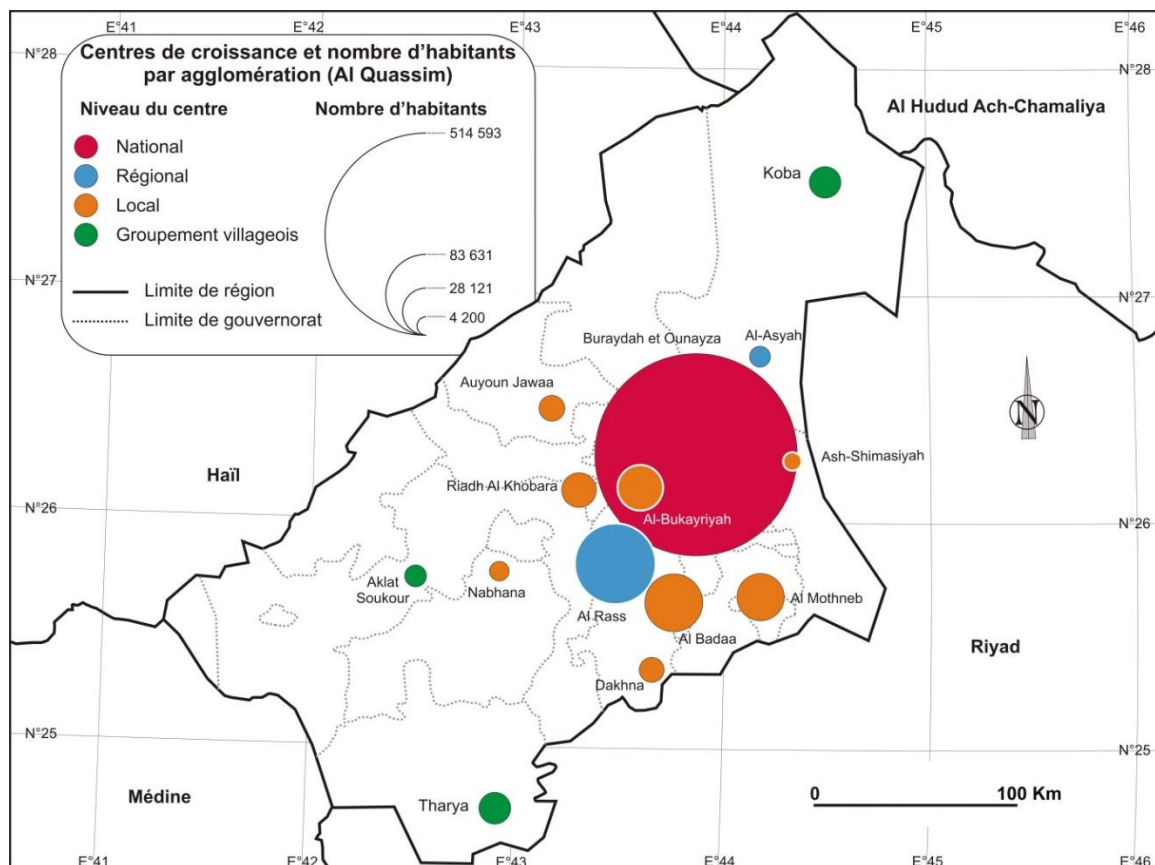 E°41
E°42
E°43
E°44
E°45
E°46
N°28
N°28
Centres de croissance et nombre d'habitants
par agglomération (Al Quassim)
Niveau du centre
Nombre d'habitants
National
Régional
Local
Groupement villageois
514 593
83 631
28 121
4 200
Limite de région
Limite de gouvernorat
Al Hudud Ach-Chamaliya
Koba
N°27
N°27
Buraydah et Ounayza
Al-Asyah
Auyoun Jawaa
N
Haïl
Riadh Al Khobara
Ash-Shimasiyah
Al-Bukayriyah
N°26
N°26
Aklat
Soukour
Nabhana
Al Rass
Al Badaa
Al Mothneb
Riyad
Dakhna
N°25
N°25
Médine
Tharya
0
100 Km
E°41
E°42
E°43
E°44
E°45
E°46